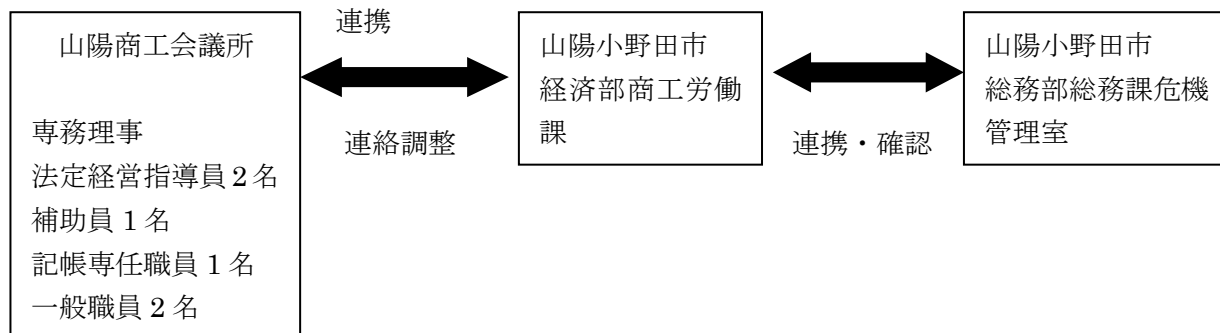 山陽商工会議所
専務理事
法定経営指導員2名
補助員1名
記帳専任職員1名
一般職員2名
連携
連絡調整
山陽小野田市
経済部商工労働
課
連携・確認
山陽小野田市
総務部総務課危機
管理室